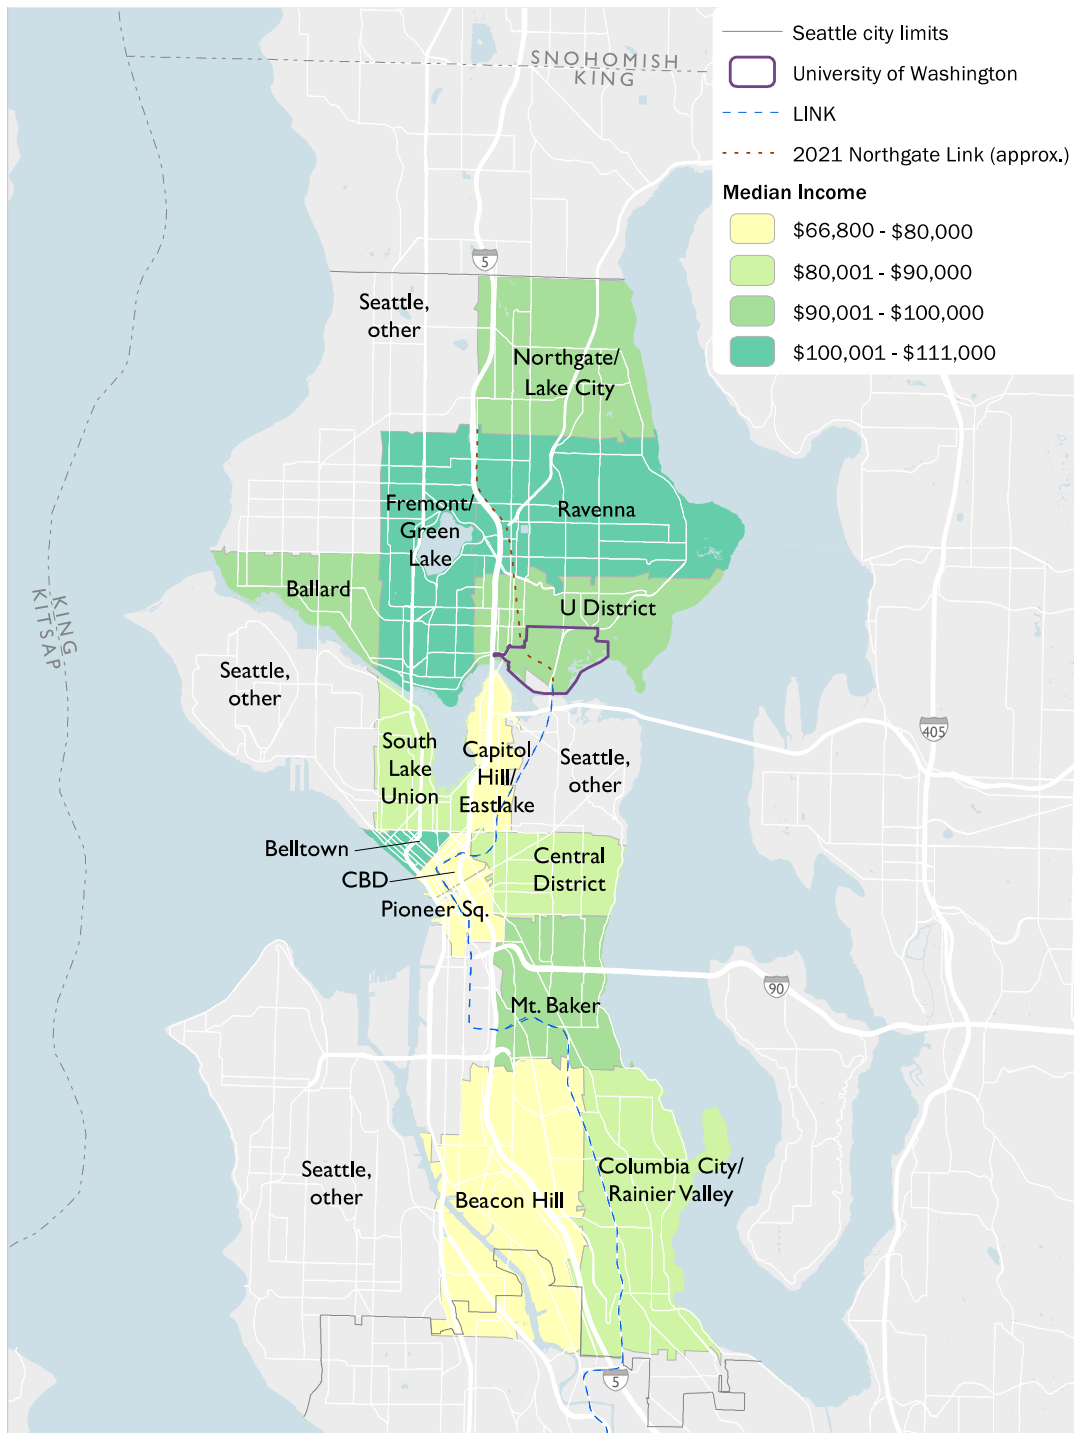 Seattle city limits
University of Washington
LINK
2021 Northgate Link (approx.)
Median Income
$66,800 - $80,000
$80,001 - $90,000
$90,001 - $100,000
$100,001 - $111,000
SNOHOMISH
KING
5
Seattle,
other
Northgate/
Lake City
Fremont/
Green
Lake
Ravenna
Ballard
U District
KING
KITSAP
Seattle,
other
405
South
Lake
Union
Capitol
Hill/
Eastlake
Seattle,
other
Belltown
CBD
Pioneer Sq.
Central
District
90
Mt. Baker
Seattle,
other
Beacon Hill
Columbia City/
Rainier Valley
5